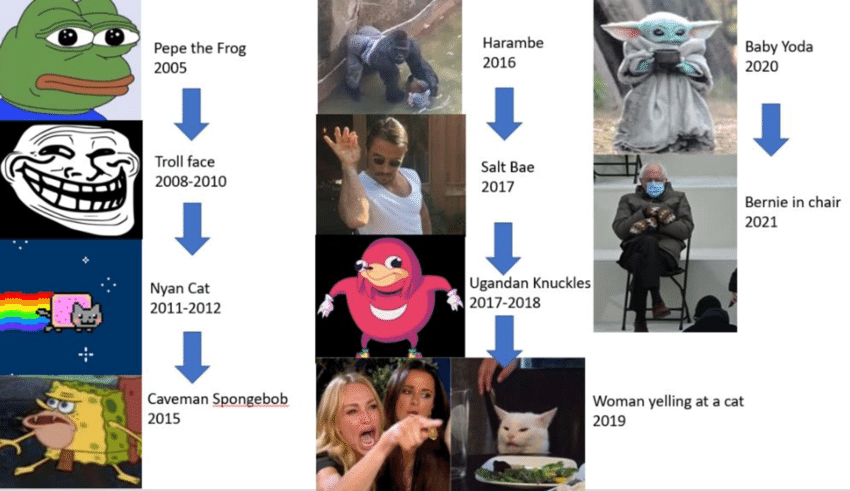 Pepe the Frog
2005
Troll face
2008-2010
Nyan Cat
2011-2012
Caveman Spongebob
2015
Harambe
2016
Salt Bae
2017
Ugandan Knuckles
2017-2018
Woman yelling at a cat
2019
Baby Yoda
2020
Bernie in chair
2021